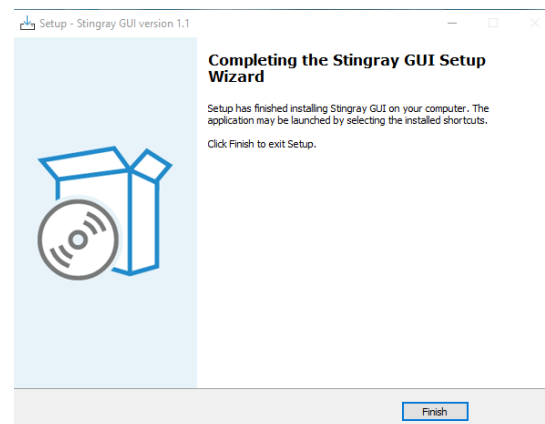 Setup - Stingray GUI version 1.1
Completing the Stingray GUI Setup
Wizard
Setup has finished installing Stingray GUI on your computer. The
application may be launched by selecting the installed shortcuts.
Click Finish to exit Setup.
Finish